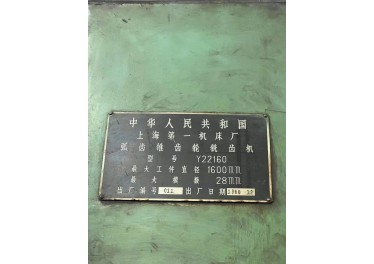 中华人民共和国
上海第一机床厂
弧齿锥齿轮铣齿机
型号 Y22160
最大工件直径 1600mm
最大模数 28mm
出厂编号 011 出厂日期